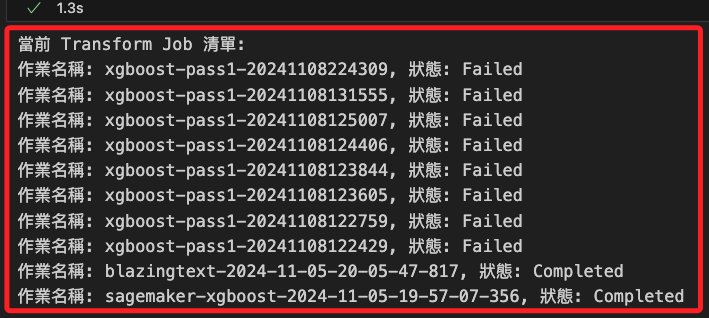 ✓ 1.3s
當前 Transform Job 清單:
作業名稱: xgboost-pass1-20241108224309, 狀態: Failed
作業名稱: xgboost-pass1-20241108131555, 狀態: Failed
作業名稱: xgboost-pass1-20241108125007, 狀態: Failed
作業名稱: xgboost-pass1-20241108124406, 狀態: Failed
作業名稱: xgboost-pass1-20241108123844, 狀態: Failed
作業名稱: xgboost-pass1-20241108123605, 狀態: Failed
作業名稱: xgboost-pass1-20241108122759, 狀態: Failed
作業名稱: xgboost-pass1-20241108122429, 狀態: Failed
作業名稱: blazingtext-2024-11-05-20-05-47-817, 狀態: Completed
作業名稱: sagemaker-xgboost-2024-11-05-19-57-07-356, 狀態: Completed